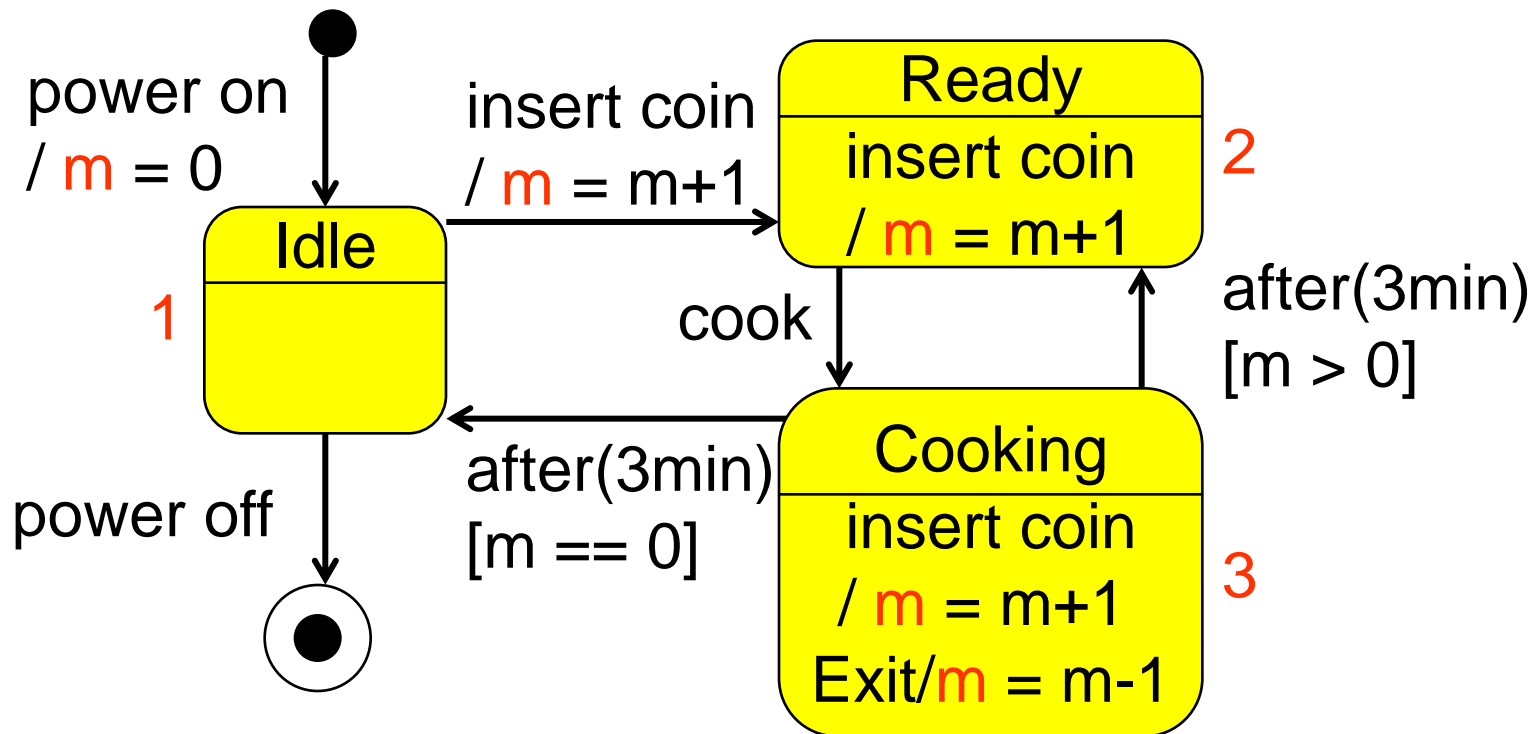 power on
/ m = 0
insert coin
/ m = m+1
Ready
insert coin
/ m = m+1
2
Idle
1
cook
after(3min)
[m > 0]
power off
after(3min)
[m == 0]
Cooking
insert coin
/ m = m+1
Exit/m = m-1
3